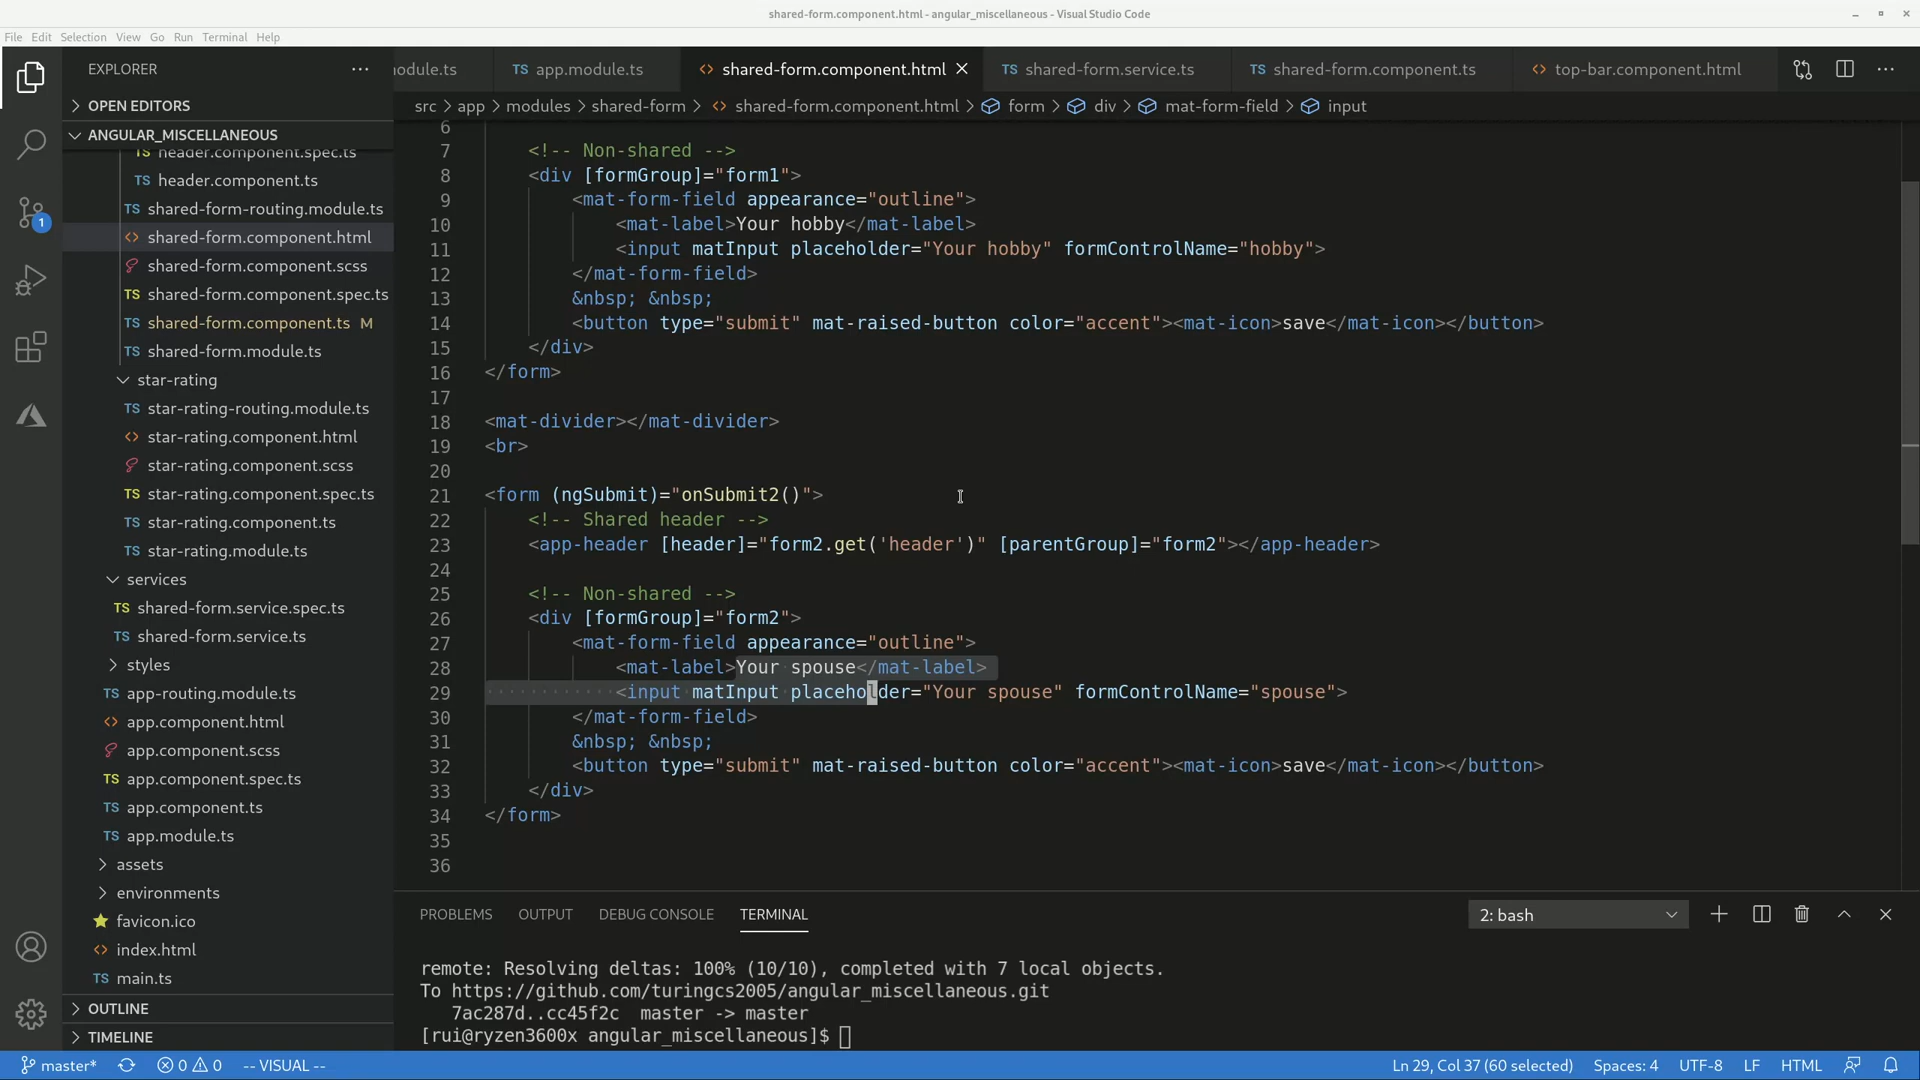 shared-form.component.html - angular_miscellaneous - Visual Studio Code
File Edit Selection View Go Run Terminal Help
EXPLORER
OPEN EDITORS
ANGULAR_MISCELLANEOUS
TS header.component.spec.ts
TS header.component.ts
TS shared-form-routing.module.ts
<> shared-form.component.html
shared-form.component.scss
TS shared-form.component.spec.ts
TS shared-form.component.ts M
TS shared-form.module.ts
star-rating
TS star-rating-routing.module.ts
<> star-rating.component.html
star-rating.component.scss
TS star-rating.component.spec.ts
TS star-rating.component.ts
TS star-rating.module.ts
services
TS shared-form.service.spec.ts
TS shared-form.service.ts
styles
TS app-routing.module.ts
<> app.component.html
app.component.scss
TS app.component.spec.ts
TS app.component.ts
TS app.module.ts
assets
environments
favicon.ico
<> index.html
TS main.ts
OUTLINE
TIMELINE
1
odule.ts TS app.module.ts <> shared-form.component.html TS shared-form.service.ts TS shared-form.component.ts <> top-bar.component.html
src > app > modules > shared-form > <> shared-form.component.html > form > div > mat-form-field > input
6
7 <!-- Non-shared -->
8 <div [formGroup]="form1">
9 <mat-form-field appearance="outline">
10 <mat-label>Your hobby</mat-label>
11 <input matInput placeholder="Your hobby" formControlName="hobby">
12 </mat-form-field>
13 &nbsp; &nbsp;
14 <button type="submit" mat-raised-button color="accent"><mat-icon>save</mat-icon></button>
15 </div>
16 </form>
17
18 <mat-divider></mat-divider>
19 <br>
20
21 <form (ngSubmit)="onSubmit2()">
22 <!-- Shared header -->
23 <app-header [header]="form2.get('header')" [parentGroup]="form2"></app-header>
24
25 <!-- Non-shared -->
26 <div [formGroup]="form2">
27 <mat-form-field appearance="outline">
28 <mat-label>Your spouse</mat-label>
29 <input matInput placeholder="Your spouse" formControlName="spouse">
30 </mat-form-field>
31 &nbsp; &nbsp;
32 <button type="submit" mat-raised-button color="accent"><mat-icon>save</mat-icon></button>
33 </div>
34 </form>
35
36
PROBLEMS OUTPUT DEBUG CONSOLE TERMINAL 2: bash
remote: Resolving deltas: 100% (10/10), completed with 7 local objects.
To https://github.com/turingcs2005/angular_miscellaneous.git
7ac287d..cc45f2c master -> master
[rui@ryzen3600x angular_miscellaneous]$
master* 0 0 -- VISUAL -- Ln 29, Col 37 (60 selected) Spaces: 4 UTF-8 LF HTML